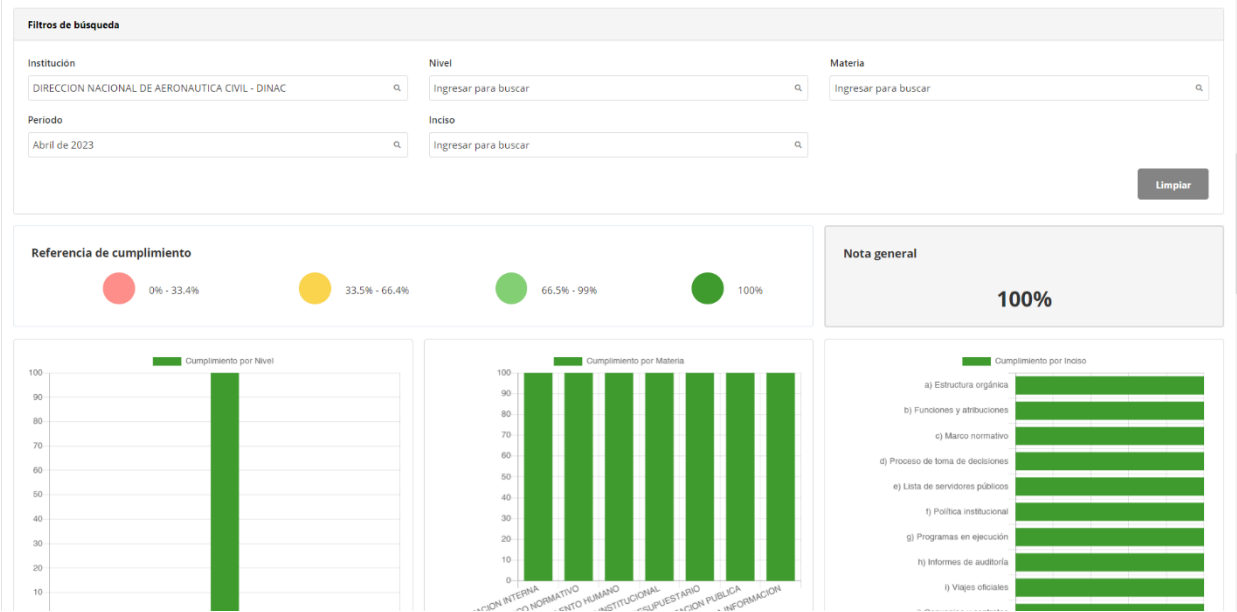 Filtros de búsqueda
Institución
Nivel
Materia
DIRECCION NACIONAL DE AERONAUTICA CIVIL - DINAC
Ingresar para buscar
Ingresar para buscar
Periodo
Inciso
Abril de 2023
Ingresar para buscar
Limpiar
Referencia de cumplimiento
0% - 33.4%
33.5% - 66.4%
66.5% - 99%
100%
Nota general
100%
Cumplimiento por Nivel
100
90
80
70
60
50
40
30
20
10
Cumplimiento por Materia
100
90
80
70
60
50
40
30
20
10
0
INTERNA
NORMATIVO
HUMANO
INSTITUCIONAL
PUBLICA
INFORMACION
Cumplimiento por Inciso
a) Estructura orgánica
b) Funciones y atribuciones
c) Marco normativo
d) Proceso de toma de decisiones
e) Lista de servidores públicos
f) Política institucional
g) Programas en ejecución
h) Informes de auditoría
i) Viajes oficiales